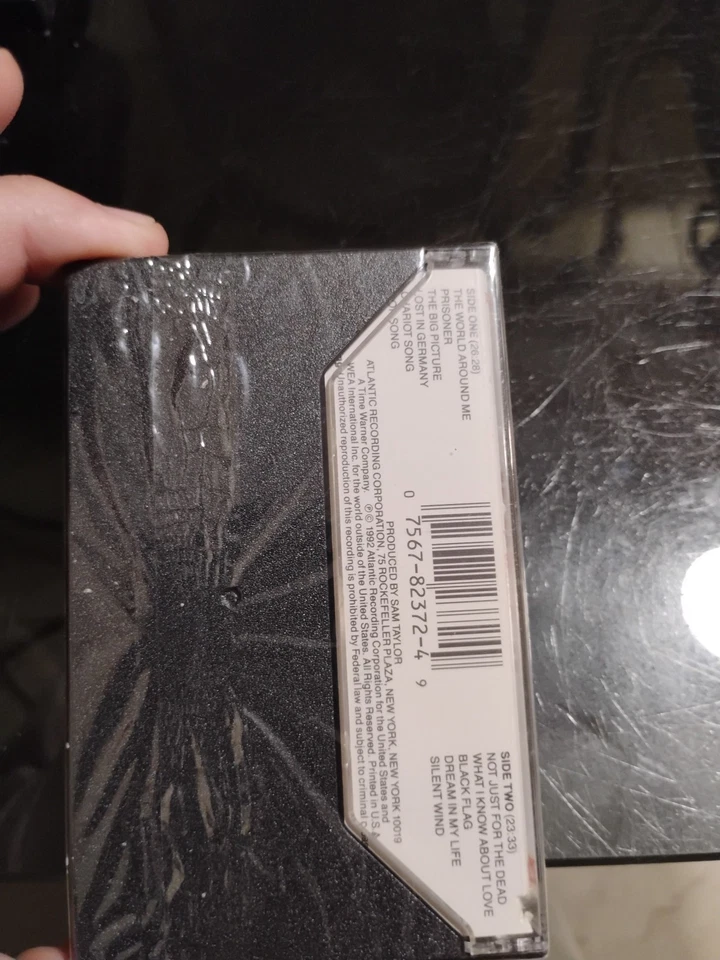 SIDE ONE (26:28)
THE WORLD AROUND ME
PRISONER
THE BIG PICTURE
OST IN GERMANY
ARIOT SONG
SONG
0 7567-82372-4 9
PRODUCED BY SAM TAYLOR
ATLANTIC RECORDING CORPORATION, 75 ROCKEFELLER PLAZA, NEW YORK, NEW YORK 10019
A Time Warner Company. ℗© 1992 Atlantic Recording Corporation for the United States and
WEA International Inc. for the world outside of the United States. All Rights Reserved. Printed in U.S.A
Unauthorized reproduction of this recording is prohibited by Federal law and subject to criminal
SIDE TWO (23:33)
NOT JUST FOR THE DEAD
WHAT I KNOW ABOUT LOVE
BLACK FLAG
DREAM IN MY LIFE
SILENT WIND